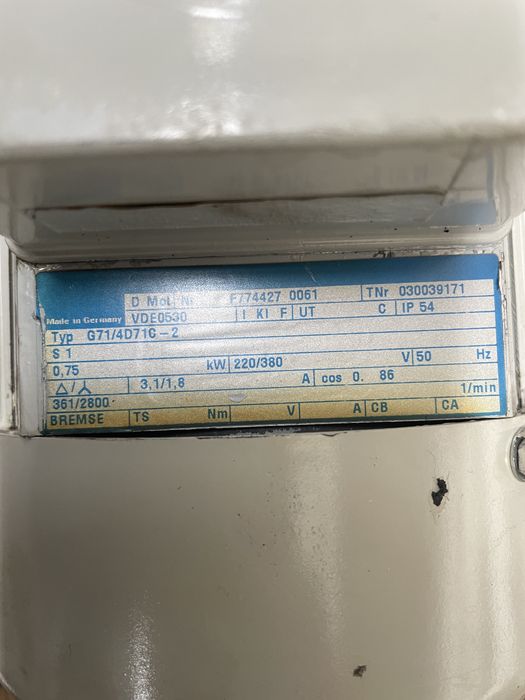 D Mot Nr F/74427 0061 TNr 030039171
Made in Germany VDE0530 I KI F UT C IP 54
Typ G71/4D71C-2
S 1
0,75 kW 220/380 V 50 Hz
△/⅄ 3,1/1,8 A cos 0. 86
361/2800 1/min
BREMSE TS Nm V A CB CA